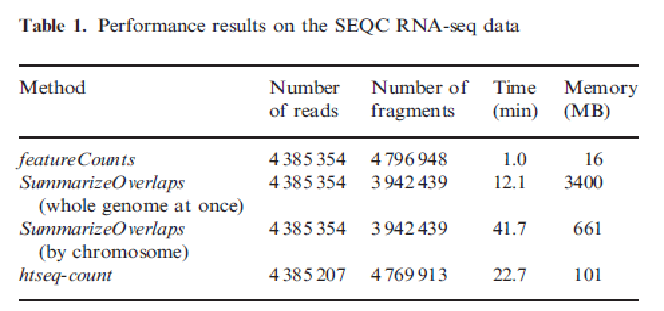 Table 1. Performance results on the SEQC RNA-seq data
Method Number of reads Number of fragments Time (min) Memory (MB)
featureCounts 4 385 354 4 796 948 1.0 16
SummarizeOverlaps 4 385 354 3 942 439 12.1 3400
(whole genome at once)
SummarizeOverlaps 4 385 354 3 942 439 41.7 661
(by chromosome)
htseq-count 4 385 207 4 769 913 22.7 101